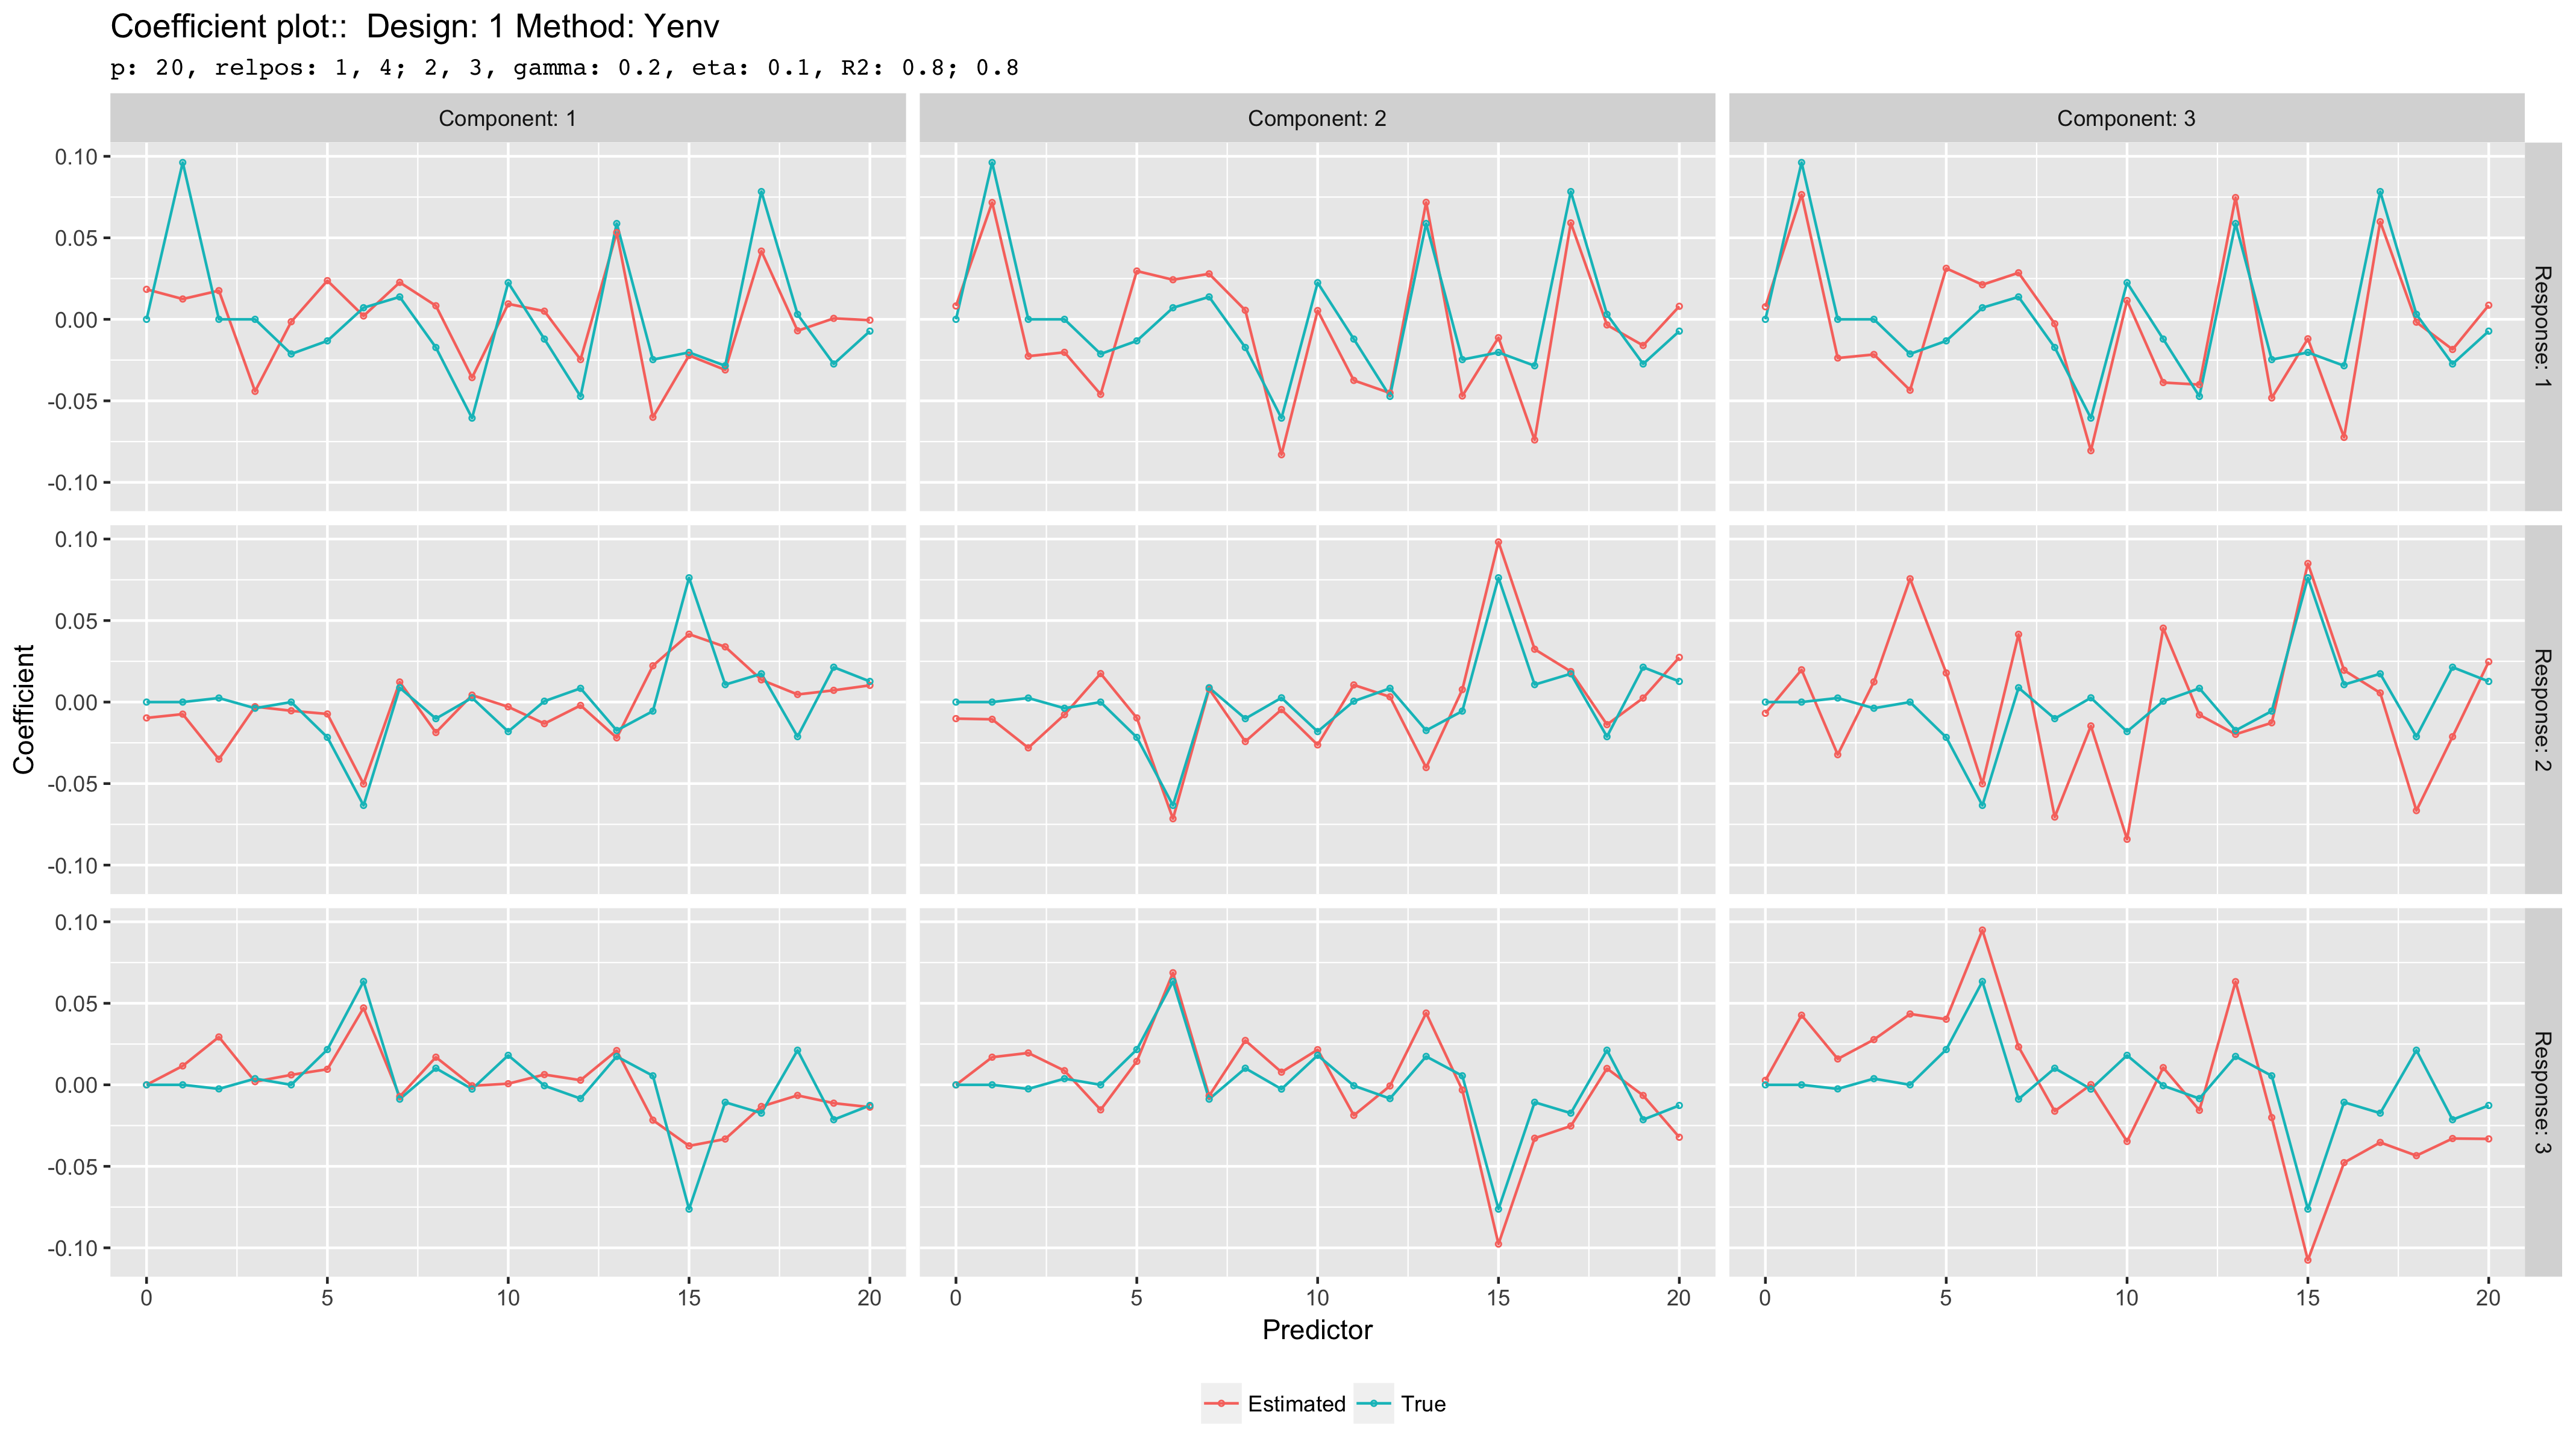 Coefficient plot::  Design: 1 Method: Yenv
p: 20, relpos: 1, 4; 2, 3, gamma: 0.2, eta: 0.1, R2: 0.8; 0.8
Component: 1
Component: 2
Component: 3
0.10
0.05
0.00
-0.05
-0.10
Response: 1
0.10
0.05
0.00
-0.05
-0.10
Response: 2
Coefficient
0.10
0.05
0.00
-0.05
-0.10
Response: 3
0 5 10 15 20
0 5 10 15 20
0 5 10 15 20
Predictor
Estimated
True